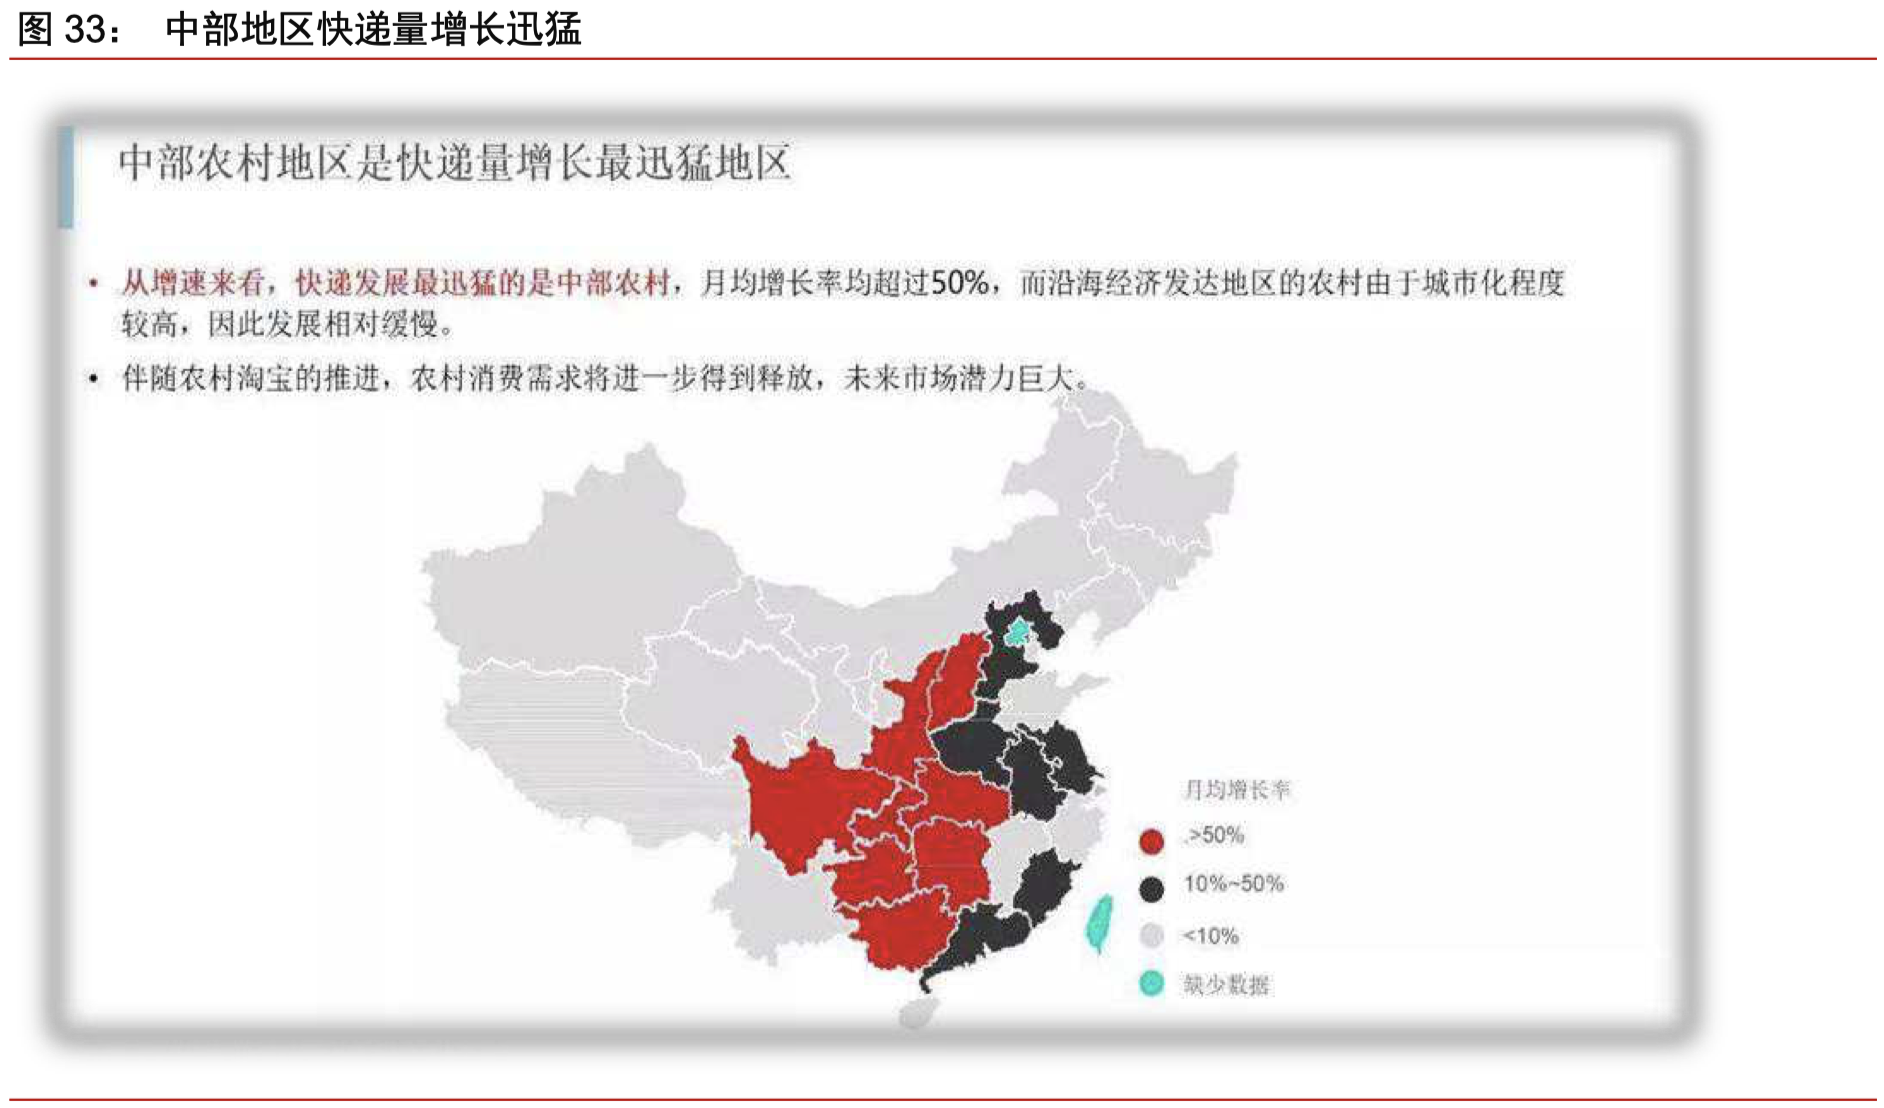 图 33： 中部地区快递量增长迅猛
中部农村地区是快递量增长最迅猛地区
• 从增速来看，快递发展最迅猛的是中部农村，月均增长率均超过50%，而沿海经济发达地区的农村由于城市化程度
较高，因此发展相对缓慢。
• 伴随农村淘宝的推进，农村消费需求将进一步得到释放，未来市场潜力巨大。
月均增长率
.>50%
10%~50%
<10%
缺少数据